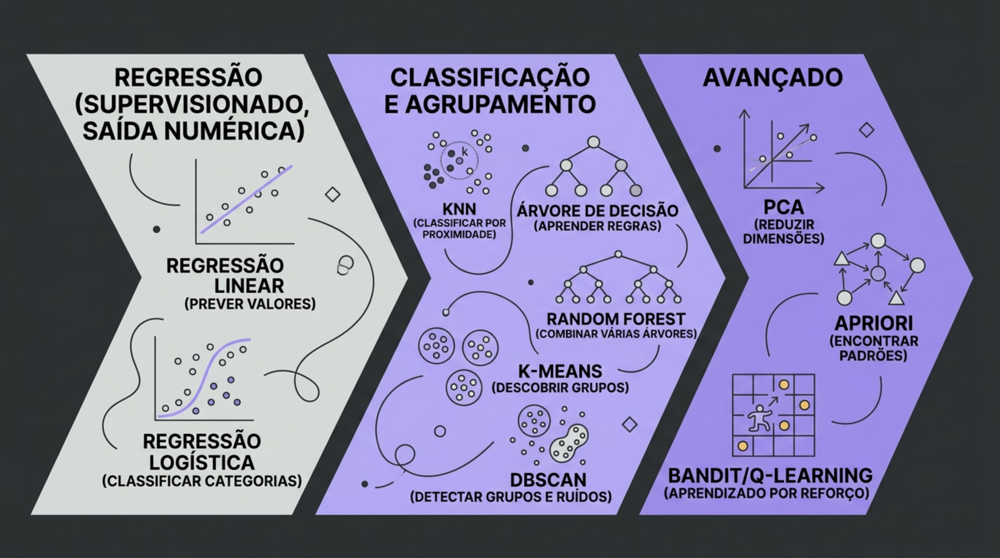 REGRESSÃO
(SUPERVISIONADO,
SAÍDA NUMÉRICA)
REGRESSÃO
LINEAR
(PREVER VALORES)
REGRESSÃO
LOGÍSTICA
(CLASSIFICAR CATEGORIAS)
CLASSIFICAÇÃO
E AGRUPAMENTO
k
KNN
(CLASSIFICAR POR
PROXIMIDADE)
ÁRVORE DE DECISÃO
(APRENDER REGRAS)
RANDOM FOREST
(COMBINAR VÁRIAS ÁRVORES)
K-MEANS
(DESCOBRIR GRUPOS)
DBSCAN
(DETECTAR GRUPOS E RUÍDOS)
AVANÇADO
PCA
(REDUZIR
DIMENSÕES)
APRIORI
(ENCONTRAR
PADRÕES)
BANDIT/Q-LEARNING
(APRENDIZADO POR REFORÇO)